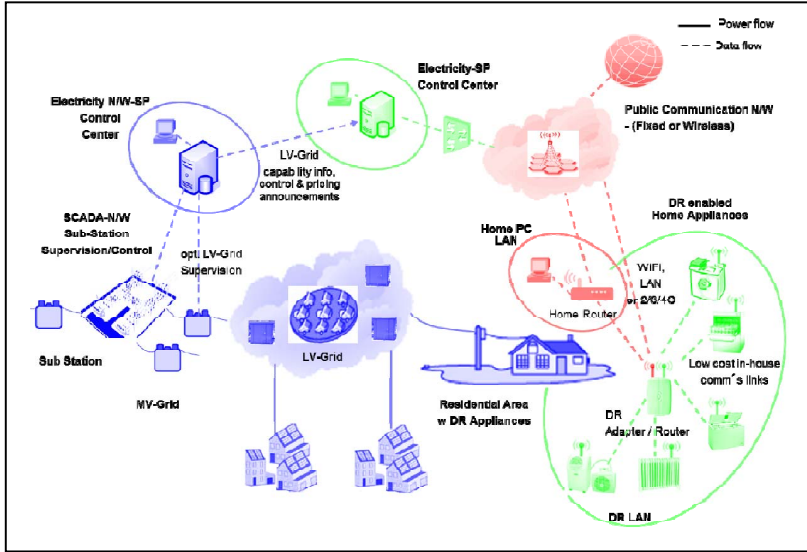 Power flow
Data flow
Electricity-SP
Control Center
Electricity N/W-SP
Control
Center
Public Communication N/W
- (Fixed or Wireless)
LV-Grid
capability info,
control & pricing
announcements
SCADA-N/W
Sub-Station
Supervision/Control
opt. LV-Grid
Supervision
DR enabled
Home Appliances
Home PC
LAN
WiFi,
LAN
or
Home Router
Sub Station
LV-Grid
Low cost in-house
comm´s links
MV-Grid
Residential Area
w DR Appliances
DR
Adapter / Router
DR LAN